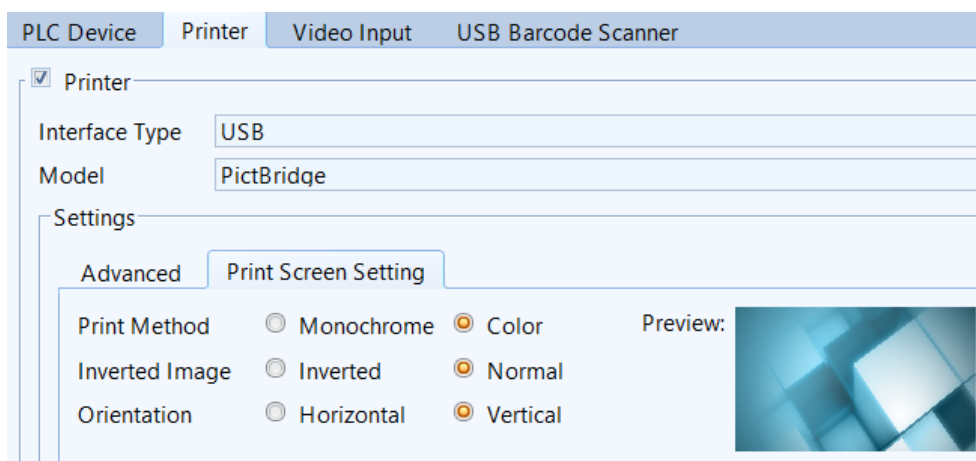 PLC Device Printer Video Input USB Barcode Scanner
Printer
Interface Type USB
Model PictBridge
Settings
Advanced Print Screen Setting
Print Method Monochrome Color Preview:
Inverted Image Inverted Normal
Orientation Horizontal Vertical